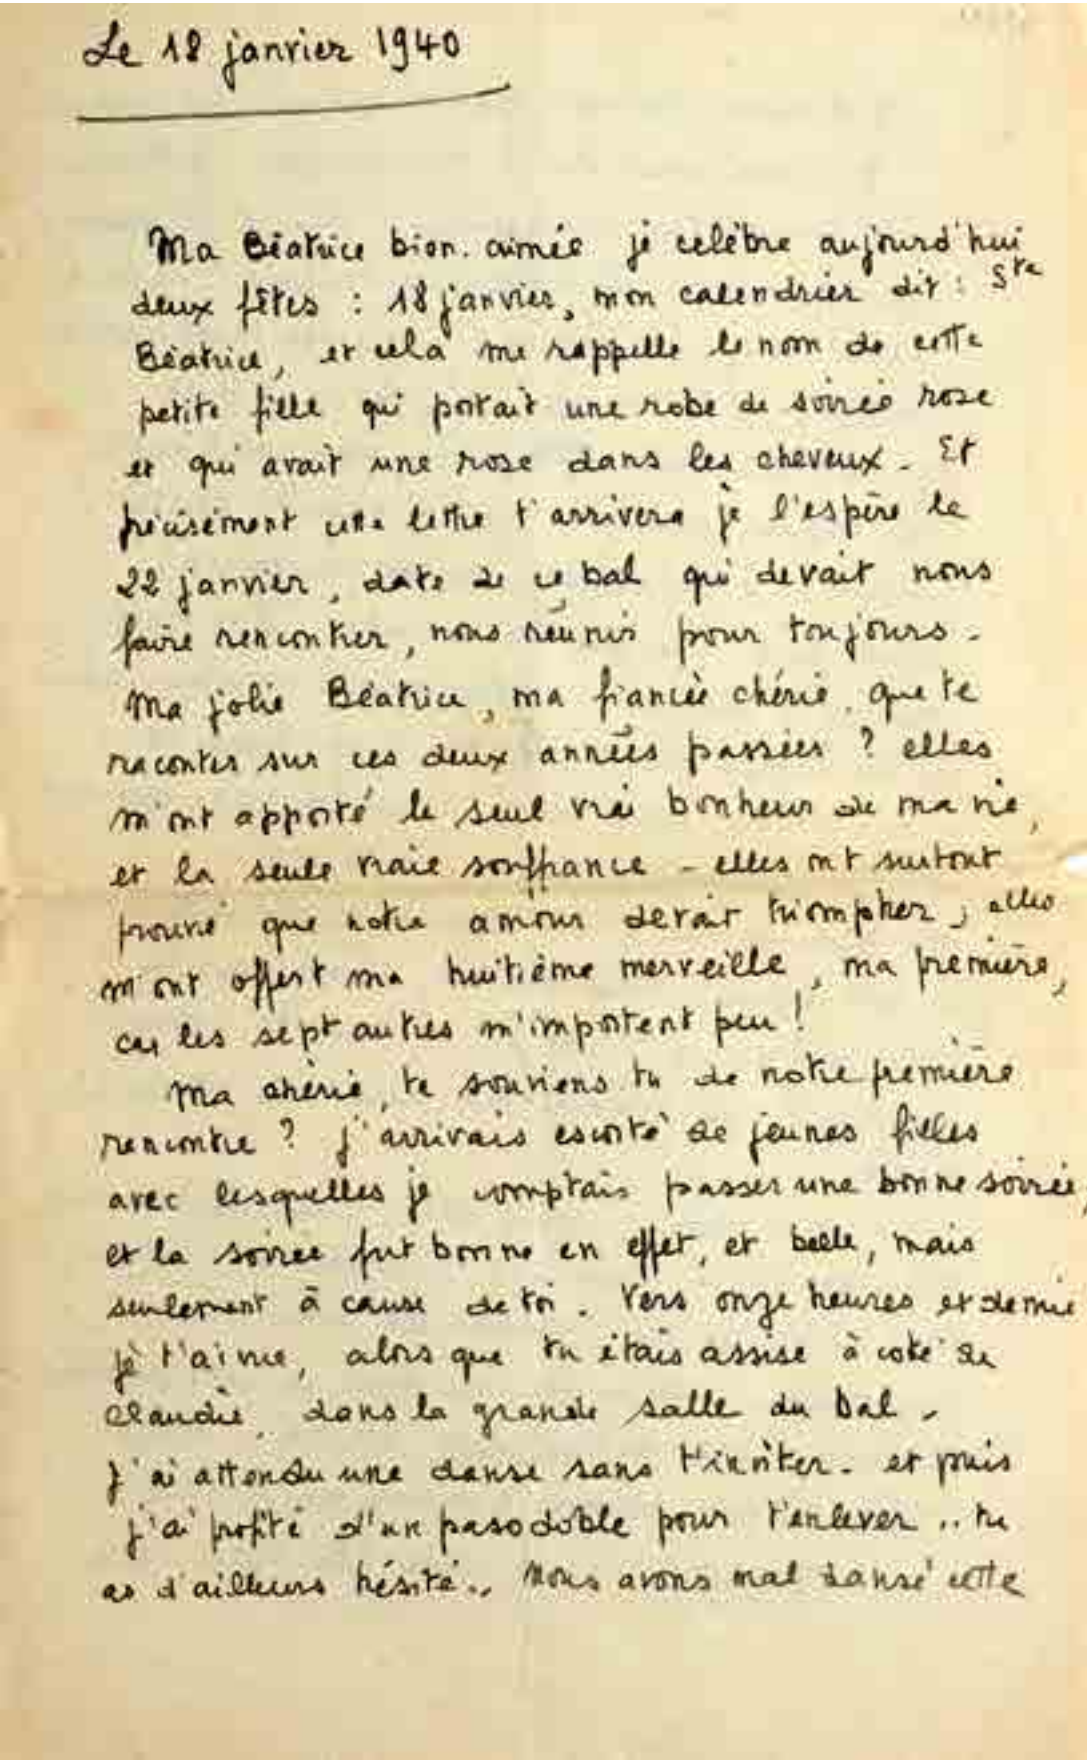 Le 18 janvier 1940
Ma Béatrice bien-aimée je célèbre aujourd'hui
deux fêtes : 18 janvier, mon calendrier dit : Ste
Béatrice, et cela me rappelle le nom de cette
petite fille qui portait une robe de soirée rose
et qui avait une rose dans les cheveux. Et
précisément cette lettre t'arrivera je l'espère le
22 janvier, date de ce bal qui devait nous
faire rencontrer, nous réunir pour toujours.
Ma jolie Béatrice, ma fiancée chérie, que te
raconter sur ces deux années passées ? elles
m'ont apporté le seul vrai bonheur de ma vie,
et la seule vraie souffrance - elles ont surtout
prouvé que notre amour devait triompher, elles
m'ont offert ma huitième merveille, ma première,
car les sept autres m'importent peu !
Ma chérie, te souviens tu de notre première
rencontre ? J'arrivais escorté de jeunes filles
avec lesquelles je comptais passer une bonne soirée,
et la soirée fut bonne en effet, et belle, mais
seulement à cause de toi. Vers onze heures et demie
je t'ai vue, alors que tu étais assise à coté de
Claudie, dans la grande salle du bal.
J'ai attendu une danse sans t'inviter. et puis
j'ai profité d'un pasodoble pour t'enlever .. tu
as d'ailleurs hésité.. Nous avons mal dansé cette